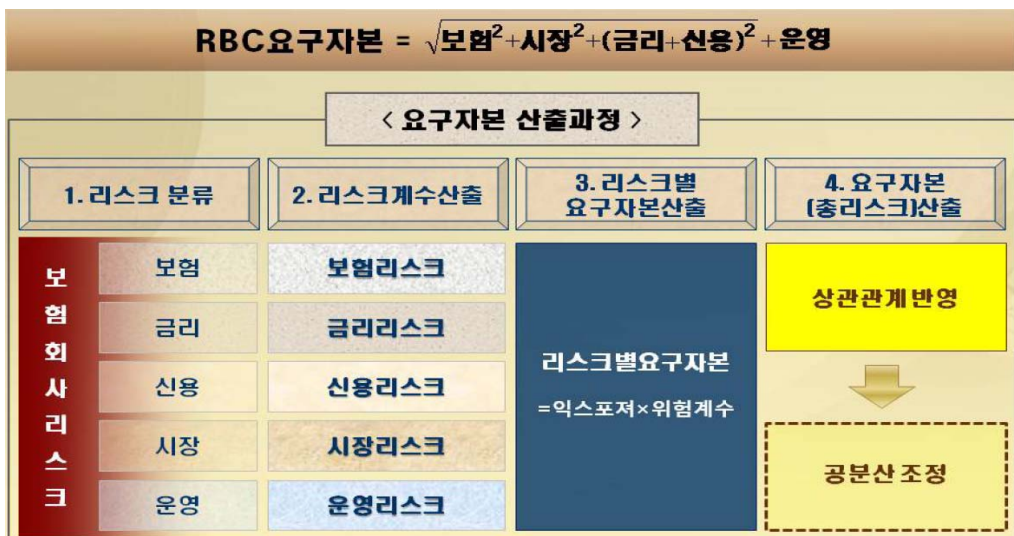 RBC요구자본 = √보험²+시장²+(금리+신용)²+운영
< 요구자본 산출과정 >
1. 리스크 분류
2. 리스크계수산출
3. 리스크별
요구자본산출
4. 요구자본
(총리스크)산출
보험회사리스크
보험
금리
신용
시장
운영
보험리스크
금리리스크
신용리스크
시장리스크
운영리스크
리스크별요구자본
=익스포져×위험계수
상관관계반영
공분산 조정